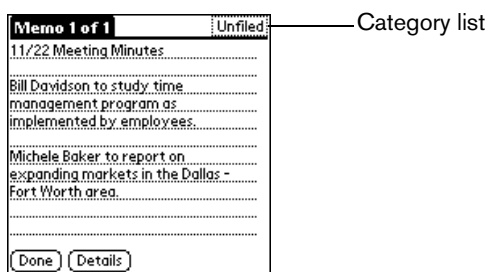 Memo 1 of 1 Unfiled Category list
11/22 Meeting Minutes
Bill Davidson to study time
management program as
implemented by employees.
Michele Baker to report on
expanding markets in the Dallas -
Fort Worth area.
Done Details